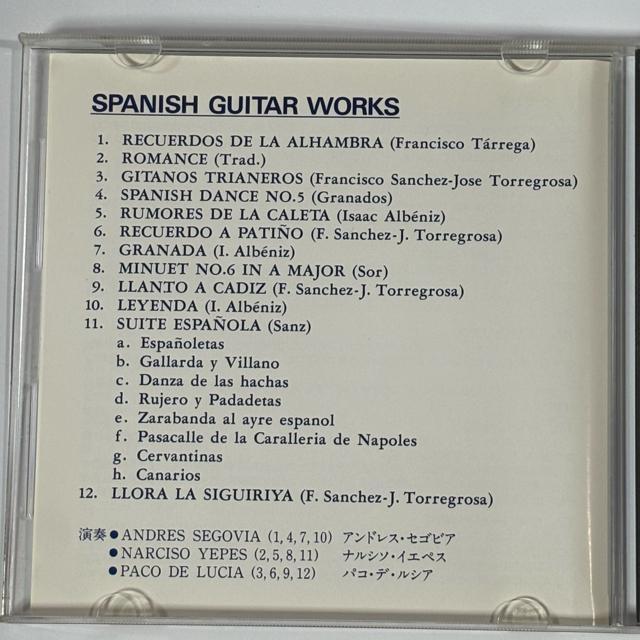 SPANISH GUITAR WORKS
1. RECUERDOS DE LA ALHAMBRA (Francisco Tárrega)
2. ROMANCE (Trad.)
3. GITANOS TRIANEROS (Francisco Sanchez-Jose Torregrosa)
4. SPANISH DANCE NO.5 (Granados)
5. RUMORES DE LA CALETA (Isaac Albéniz)
6. RECUERDO A PATIÑO (F. Sanchez-J. Torregrosa)
7. GRANADA (I. Albéniz)
8. MINUET NO.6 IN A MAJOR (Sor)
9. LLANTO A CADIZ (F. Sanchez-J. Torregrosa)
10. LEYENDA (I. Albéniz)
11. SUITE ESPAÑOLA (Sanz)
a. Españoletas
b. Gallarda y Villano
c. Danza de las hachas
d. Rujero y Padadetas
e. Zarabanda al ayre espanol
f. Pasacalle de la Caralleria de Napoles
g. Cervantinas
h. Canarios
12. LLORA LA SIGUIRIYA (F. Sanchez-J. Torregrosa)
演奏●ANDRES SEGOVIA (1, 4, 7, 10) アンドレス・セゴビア
●NARCISO YEPES (2, 5, 8, 11) ナルシソ・イエペス
●PACO DE LUCIA (3, 6, 9, 12) パコ・デ・ルシア